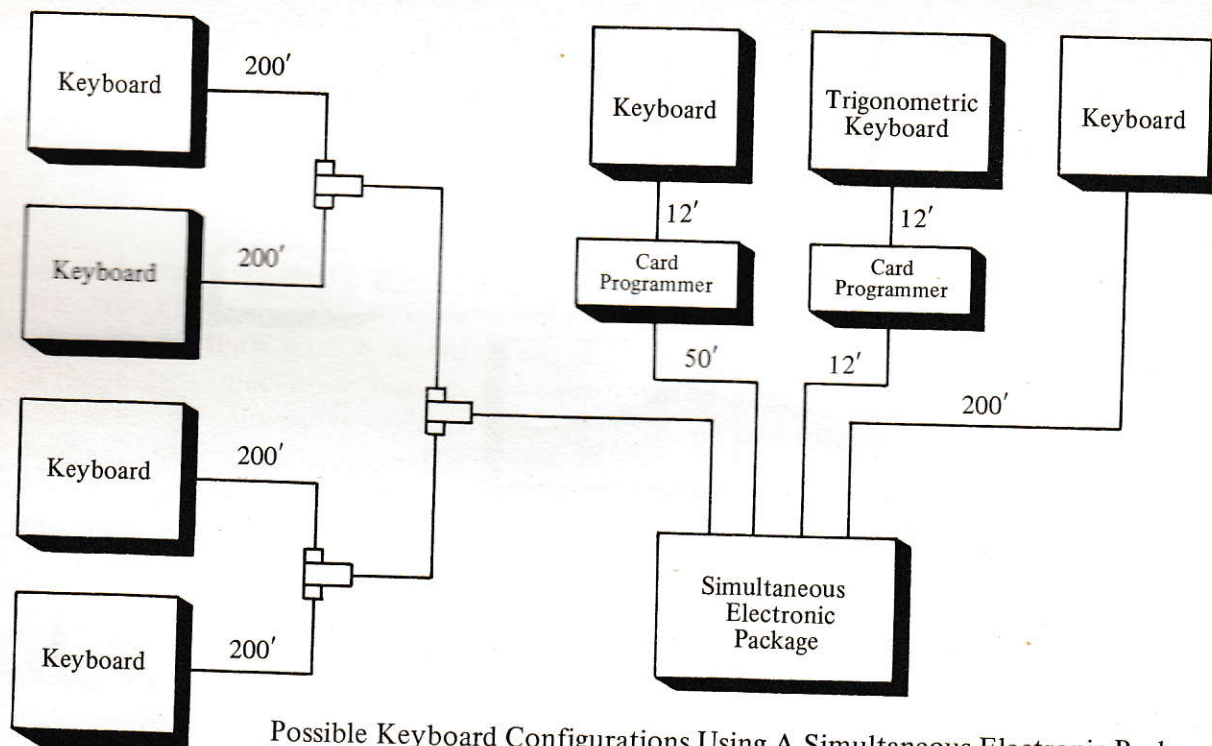 Keyboard
200'
Keyboard
200'
Keyboard
200'
Keyboard
200'
Keyboard
12'
Card
Programmer
50'
Trigonometric
Keyboard
12'
Card
Programmer
12'
Keyboard
200'
Simultaneous
Electronic
Package
Possible Keyboard Configurations Using A Simultaneous Electronic